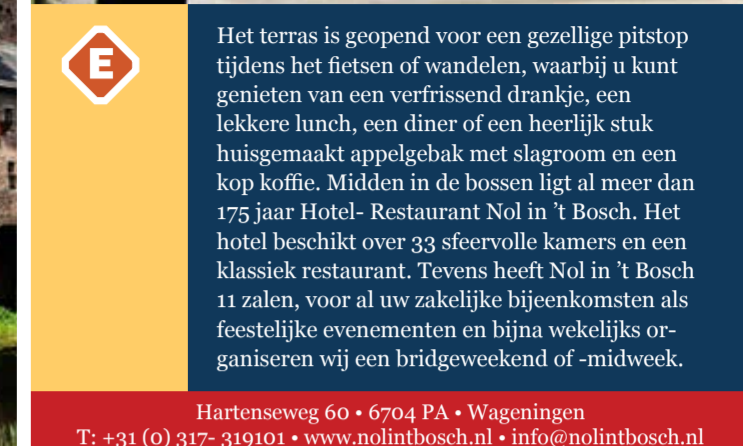 E
Het terras is geopend voor een gezellige pitstop
tijdens het fietsen of wandelen, waarbij u kunt
genieten van een verfrissend drankje, een
lekkere lunch, een diner of een heerlijk stuk
huisgemaakt appelgebak met slagroom en een
kop koffie. Midden in de bossen ligt al meer dan
175 jaar Hotel- Restaurant Nol in ’t Bosch. Het
hotel beschikt over 33 sfeervolle kamers en een
klassiek restaurant. Tevens heeft Nol in ’t Bosch
11 zalen, voor al uw zakelijke bijeenkomsten als
feestelijke evenementen en bijna wekelijks or-
ganiseren wij een bridgeweekend of -midweek.
Hartenseweg 60 • 6704 PA • Wageningen
T: +31 (0) 317- 319101 • www.nolintbosch.nl • info@nolintbosch.nl